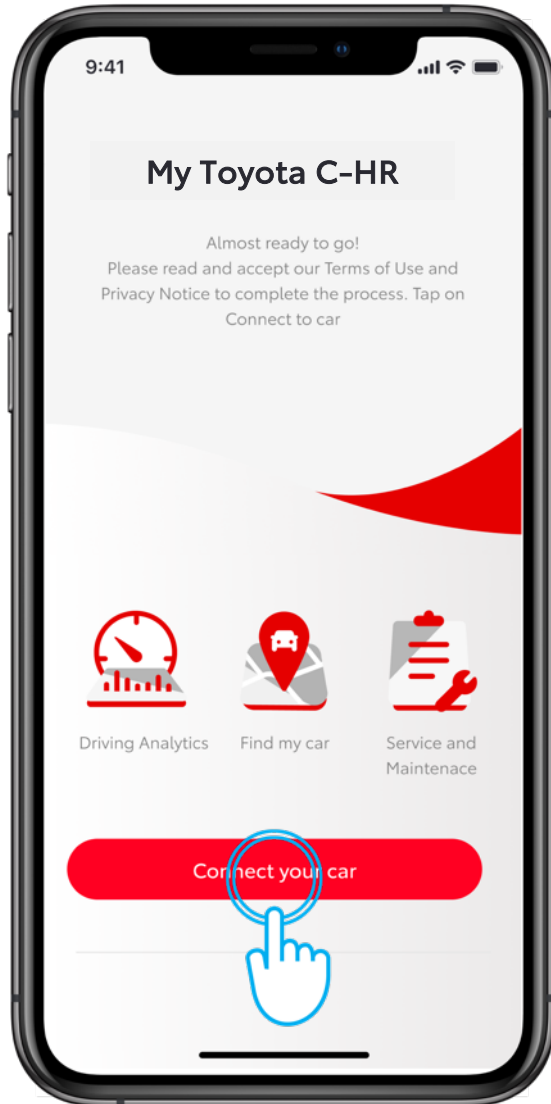 9:41
My Toyota C-HR
Almost ready to go!
Please read and accept our Terms of Use and
Privacy Notice to complete the process. Tap on
Connect to car
Driving Analytics
Find my car
Service and
Maintenace
Connect your car